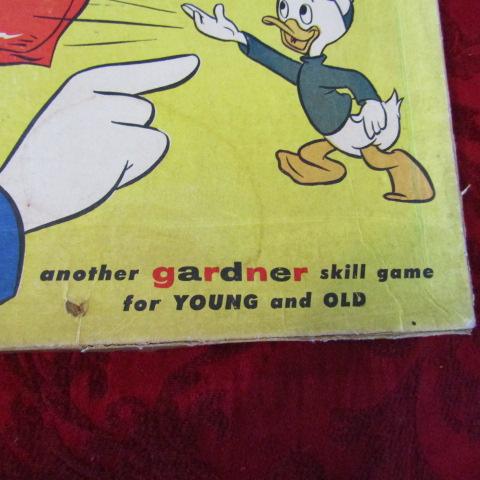 another gardner skill game
for YOUNG and OLD